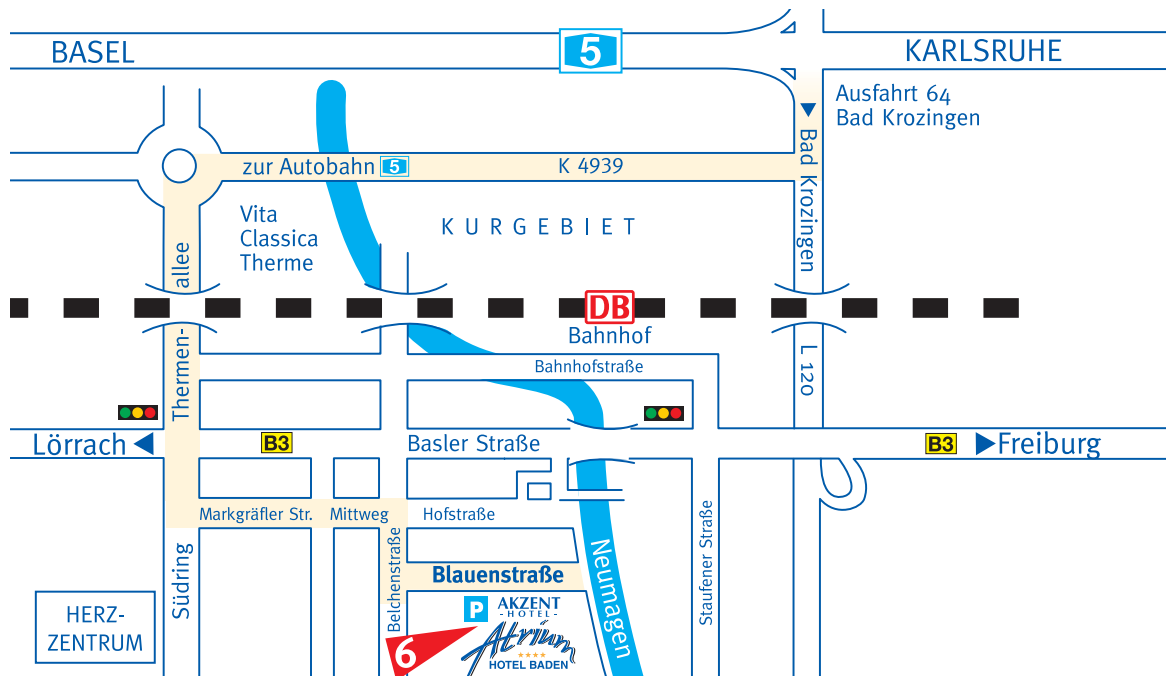 BASEL
5
KARLSRUHE
Ausfahrt 64
Bad Krozingen
Bad Krozingen
zur Autobahn 5
K 4939
Vita
Classica
Therme
KURGEBIET
allee
DB
Bahnhof
Thermen-
Bahnhofstraße
L 120
Lörrach
B3
Basler Straße
B3
Freiburg
Markgräfler Str.
Mittweg
Hofstraße
Staufener Straße
Belchenstraße
Blauenstraße
Neumagen
Südring
HERZ-
ZENTRUM
P
AKZENT
-HOTEL-
Atrium
HOTEL BADEN
6